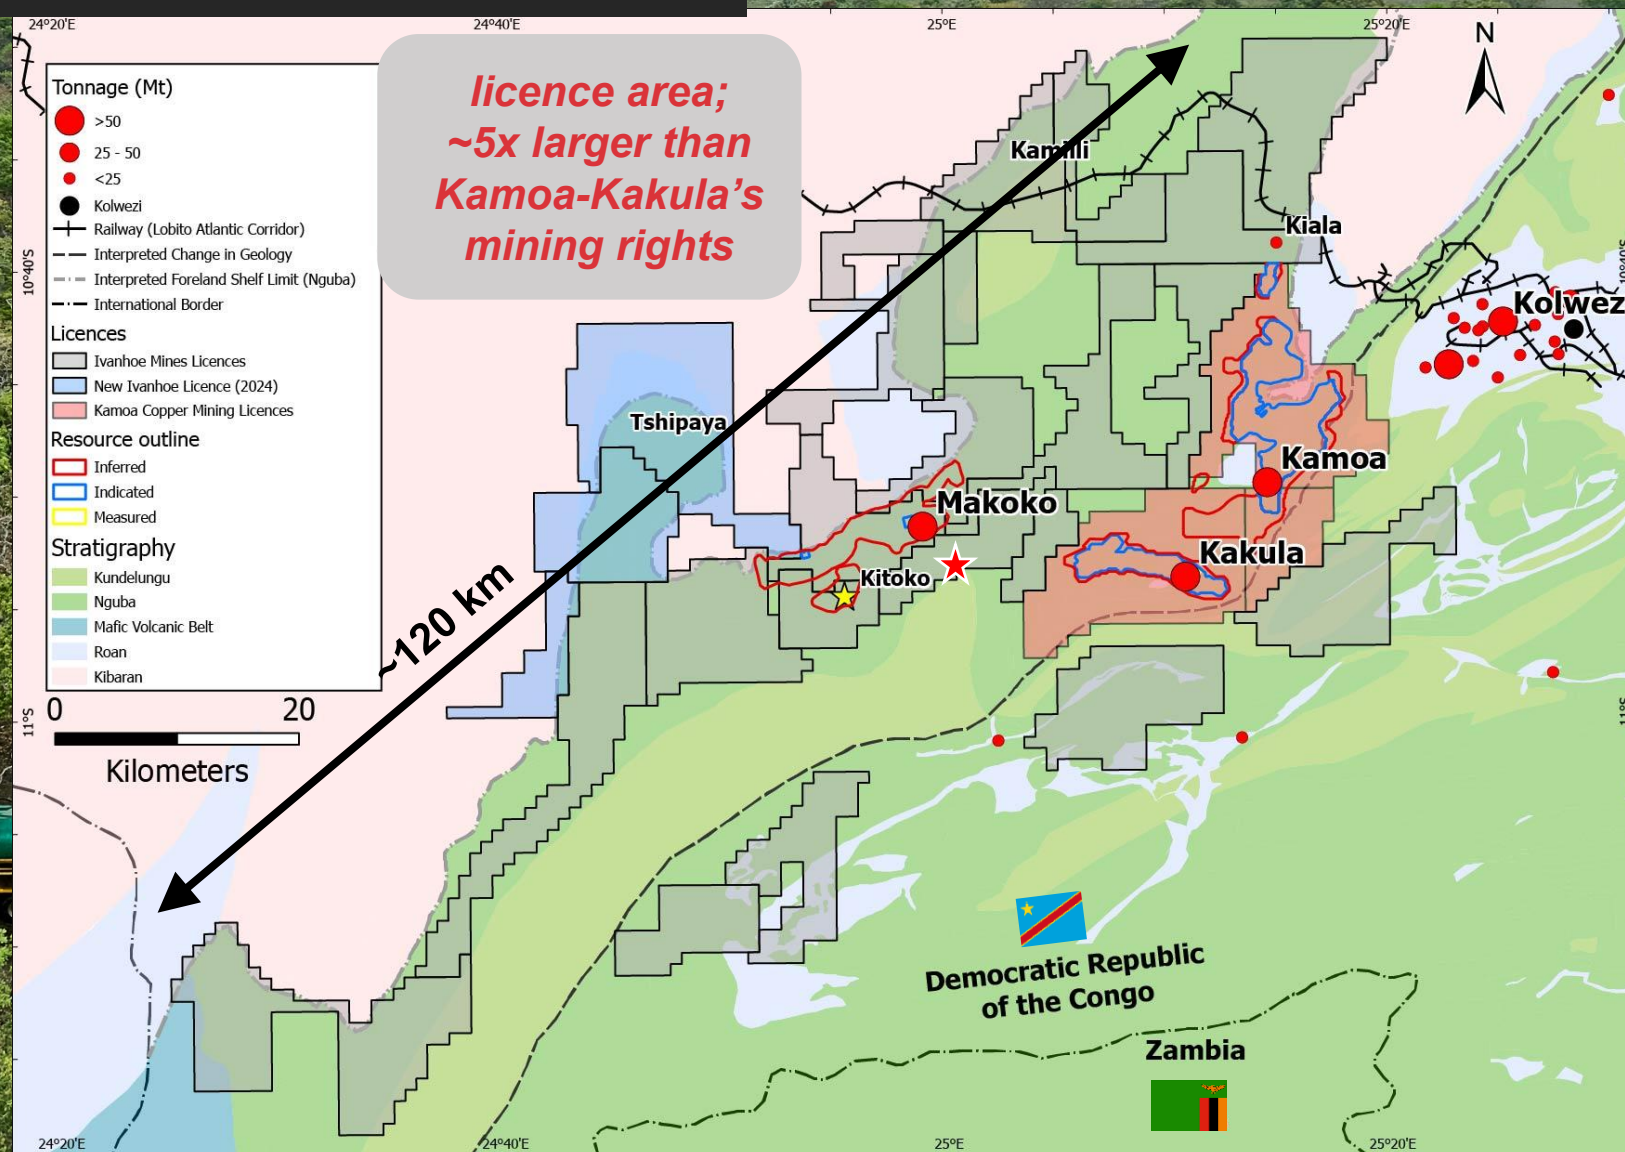 24°20'E
24°40'E
25°E
25°20'E
N
licence area;
~5x larger than
Kamoa-Kakula's
mining rights
Tonnage (Mt)
>50
25 - 50
<25
Kolwezi
Railway (Lobito Atlantic Corridor)
Interpreted Change in Geology
Interpreted Foreland Shelf Limit (Nguba)
International Border
Licences
Ivanhoe Mines Licences
New Ivanhoe Licence (2024)
Kamoa Copper Mining Licences
Resource outline
Inferred
Indicated
Measured
Stratigraphy
Kundelungu
Nguba
Mafic Volcanic Belt
Roan
Kibaran
0 20
Kilometers
10°40'S
11°S
~120 km
Kamilli
Kiala
10°40'S
Kolwez
Tshipaya
Kamoa
Makoko
Kakula
Kitoko
11°S
Democratic Republic
of the Congo
Zambia
24°20'E
24°40'E
25°E
25°20'E